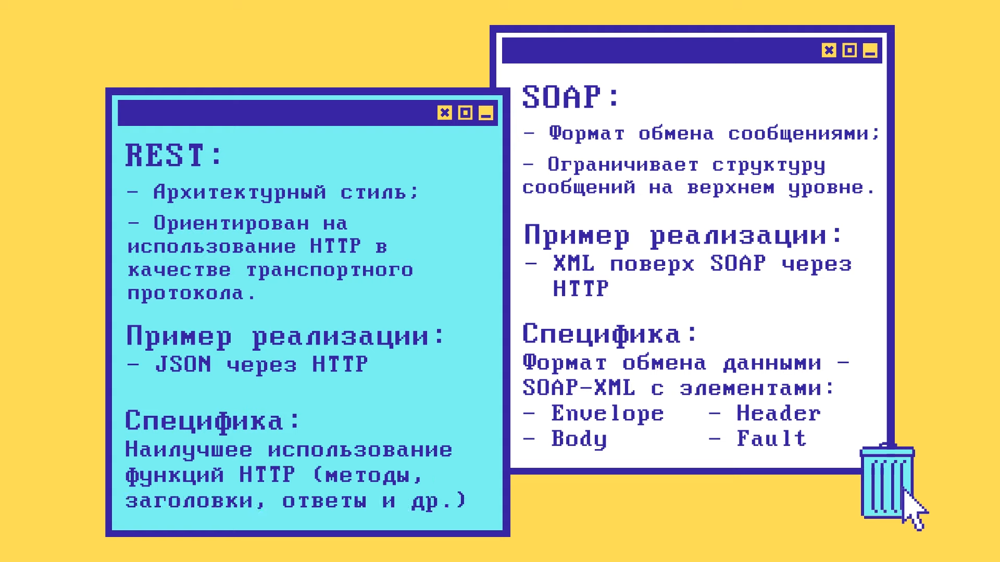 REST:
- Архитектурный стиль;
- Ориентирован на
использование HTTP в
качестве транспортного
протокола.
Пример реализации:
- JSON через HTTP
Специфика:
Наилучшее использование
функций HTTP (методы,
заголовки, ответы и др.)
SOAP:
- Формат обмена сообщениями;
- Ограничивает структуру
сообщений на верхнем уровне.
Пример реализации:
- XML поверх SOAP через
HTTP
Специфика:
Формат обмена данными -
SOAP-XML с элементами:
- Envelope - Header
- Body - Fault